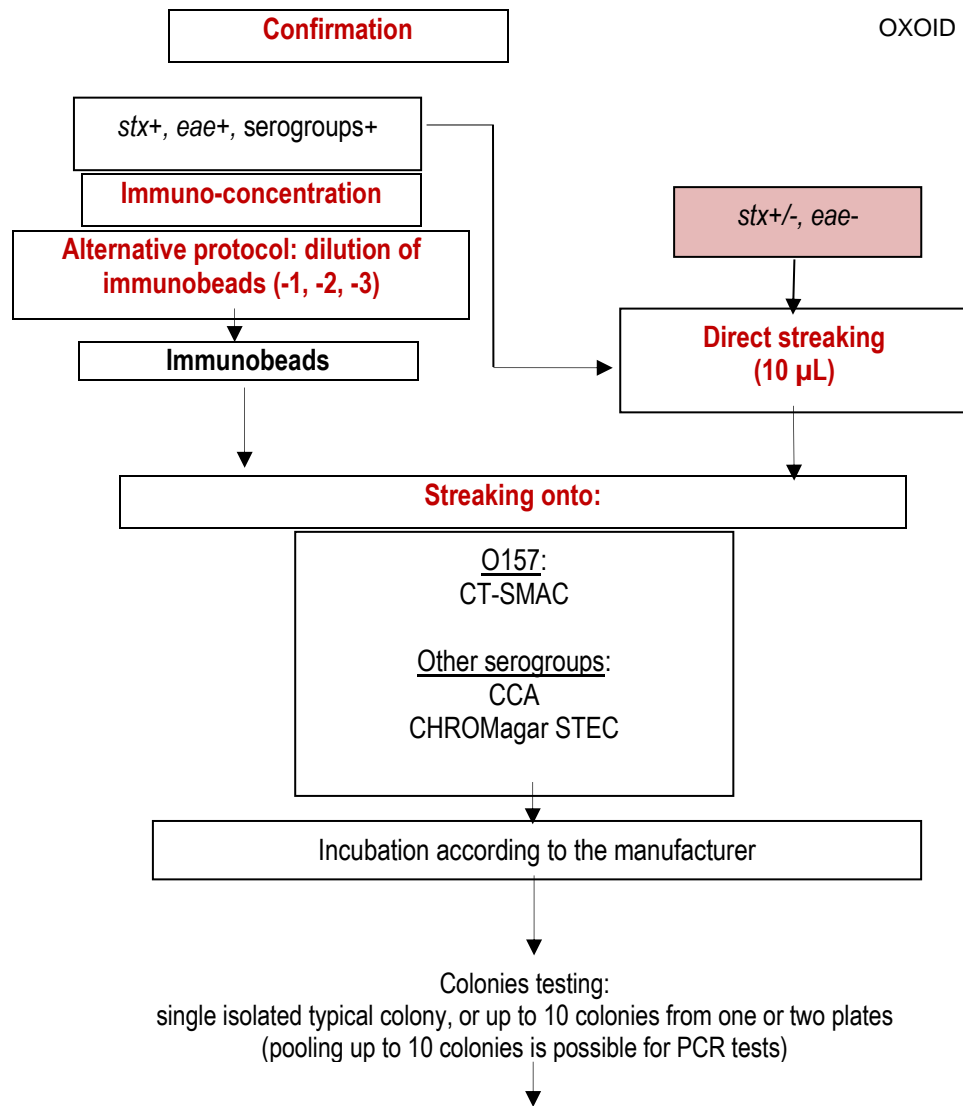 Confirmation
OXOID
stx+, eae+, serogroups+
Immuno-concentration
stx+/-, eae-
Alternative protocol: dilution of
immunobeads (-1, -2, -3)
Direct streaking
(10 µL)
Immunobeads
Streaking onto:
O157:
CT-SMAC
Other serogroups:
CCA
CHROMagar STEC
Incubation according to the manufacturer
Colonies testing:
single isolated typical colony, or up to 10 colonies from one or two plates
(pooling up to 10 colonies is possible for PCR tests)